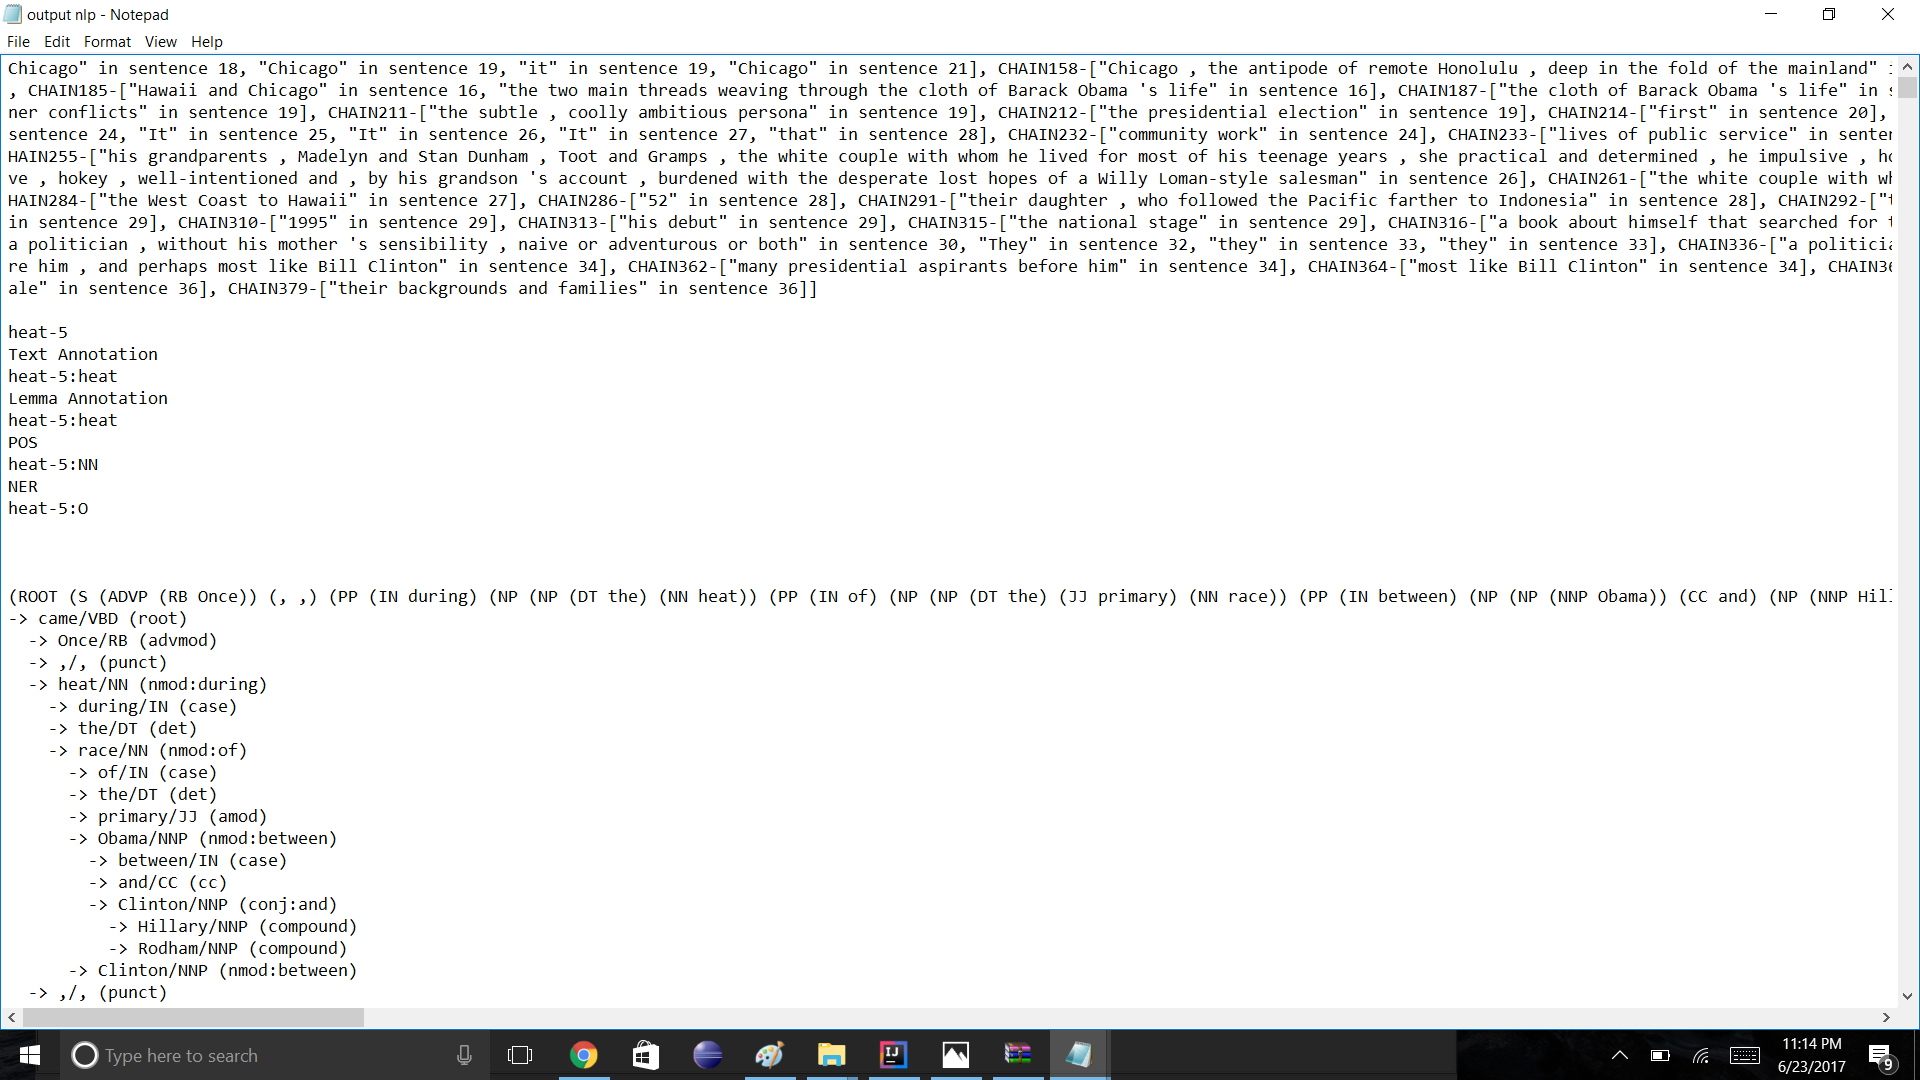 output nlp - Notepad
File Edit Format View Help
Chicago" in sentence 18, "Chicago" in sentence 19, "it" in sentence 19, "Chicago" in sentence 21], CHAIN158-["Chicago , the antipode of remote Honolulu , deep in the fold of the mainland"
, CHAIN185-["Hawaii and Chicago" in sentence 16, "the two main threads weaving through the cloth of Barack Obama 's life" in sentence 16], CHAIN187-["the cloth of Barack Obama 's life" in
ner conflicts" in sentence 19], CHAIN211-["the subtle , coolly ambitious persona" in sentence 19], CHAIN212-["the presidential election" in sentence 19], CHAIN214-["first" in sentence 20],
sentence 24, "It" in sentence 25, "It" in sentence 26, "It" in sentence 27, "that" in sentence 28], CHAIN232-["community work" in sentence 24], CHAIN233-["lives of public service" in senten
HAIN255-["his grandparents , Madelyn and Stan Dunham , Toot and Gramps , the white couple with whom he lived for most of his teenage years , she practical and determined , he impulsive , ho
ve , hokey , well-intentioned and , by his grandson 's account , burdened with the desperate lost hopes of a Willy Loman-style salesman" in sentence 26], CHAIN261-["the white couple with wh
HAIN284-["the West Coast to Hawaii" in sentence 27], CHAIN286-["52" in sentence 28], CHAIN291-["their daughter , who followed the Pacific farther to Indonesia" in sentence 28], CHAIN292-["t
in sentence 29], CHAIN310-["1995" in sentence 29], CHAIN313-["his debut" in sentence 29], CHAIN315-["the national stage" in sentence 29], CHAIN316-["a book about himself that searched for t
a politician , without his mother 's sensibility , naive or adventurous or both" in sentence 30, "They" in sentence 32, "they" in sentence 33, "they" in sentence 33], CHAIN336-["a politicia
re him , and perhaps most like Bill Clinton" in sentence 34], CHAIN362-["many presidential aspirants before him" in sentence 34], CHAIN364-["most like Bill Clinton" in sentence 34], CHAIN36
ale" in sentence 36], CHAIN379-["their backgrounds and families" in sentence 36]]
heat-5
Text Annotation
heat-5:heat
Lemma Annotation
heat-5:heat
POS
heat-5:NN
NER
heat-5:O
(ROOT (S (ADVP (RB Once)) (, ,) (PP (IN during) (NP (NP (DT the) (NN heat)) (PP (IN of) (NP (NP (DT the) (JJ primary) (NN race)) (PP (IN between) (NP (NP (NNP Obama)) (CC and) (NP (NNP Hil
-> came/VBD (root)
-> Once/RB (advmod)
-> ,/, (punct)
-> heat/NN (nmod:during)
-> during/IN (case)
-> the/DT (det)
-> race/NN (nmod:of)
-> of/IN (case)
-> the/DT (det)
-> primary/JJ (amod)
-> Obama/NNP (nmod:between)
-> between/IN (case)
-> and/CC (cc)
-> Clinton/NNP (conj:and)
-> Hillary/NNP (compound)
-> Rodham/NNP (compound)
-> Clinton/NNP (nmod:between)
-> ,/, (punct)
Type here to search
IJ
11:14 PM
6/23/2017
9